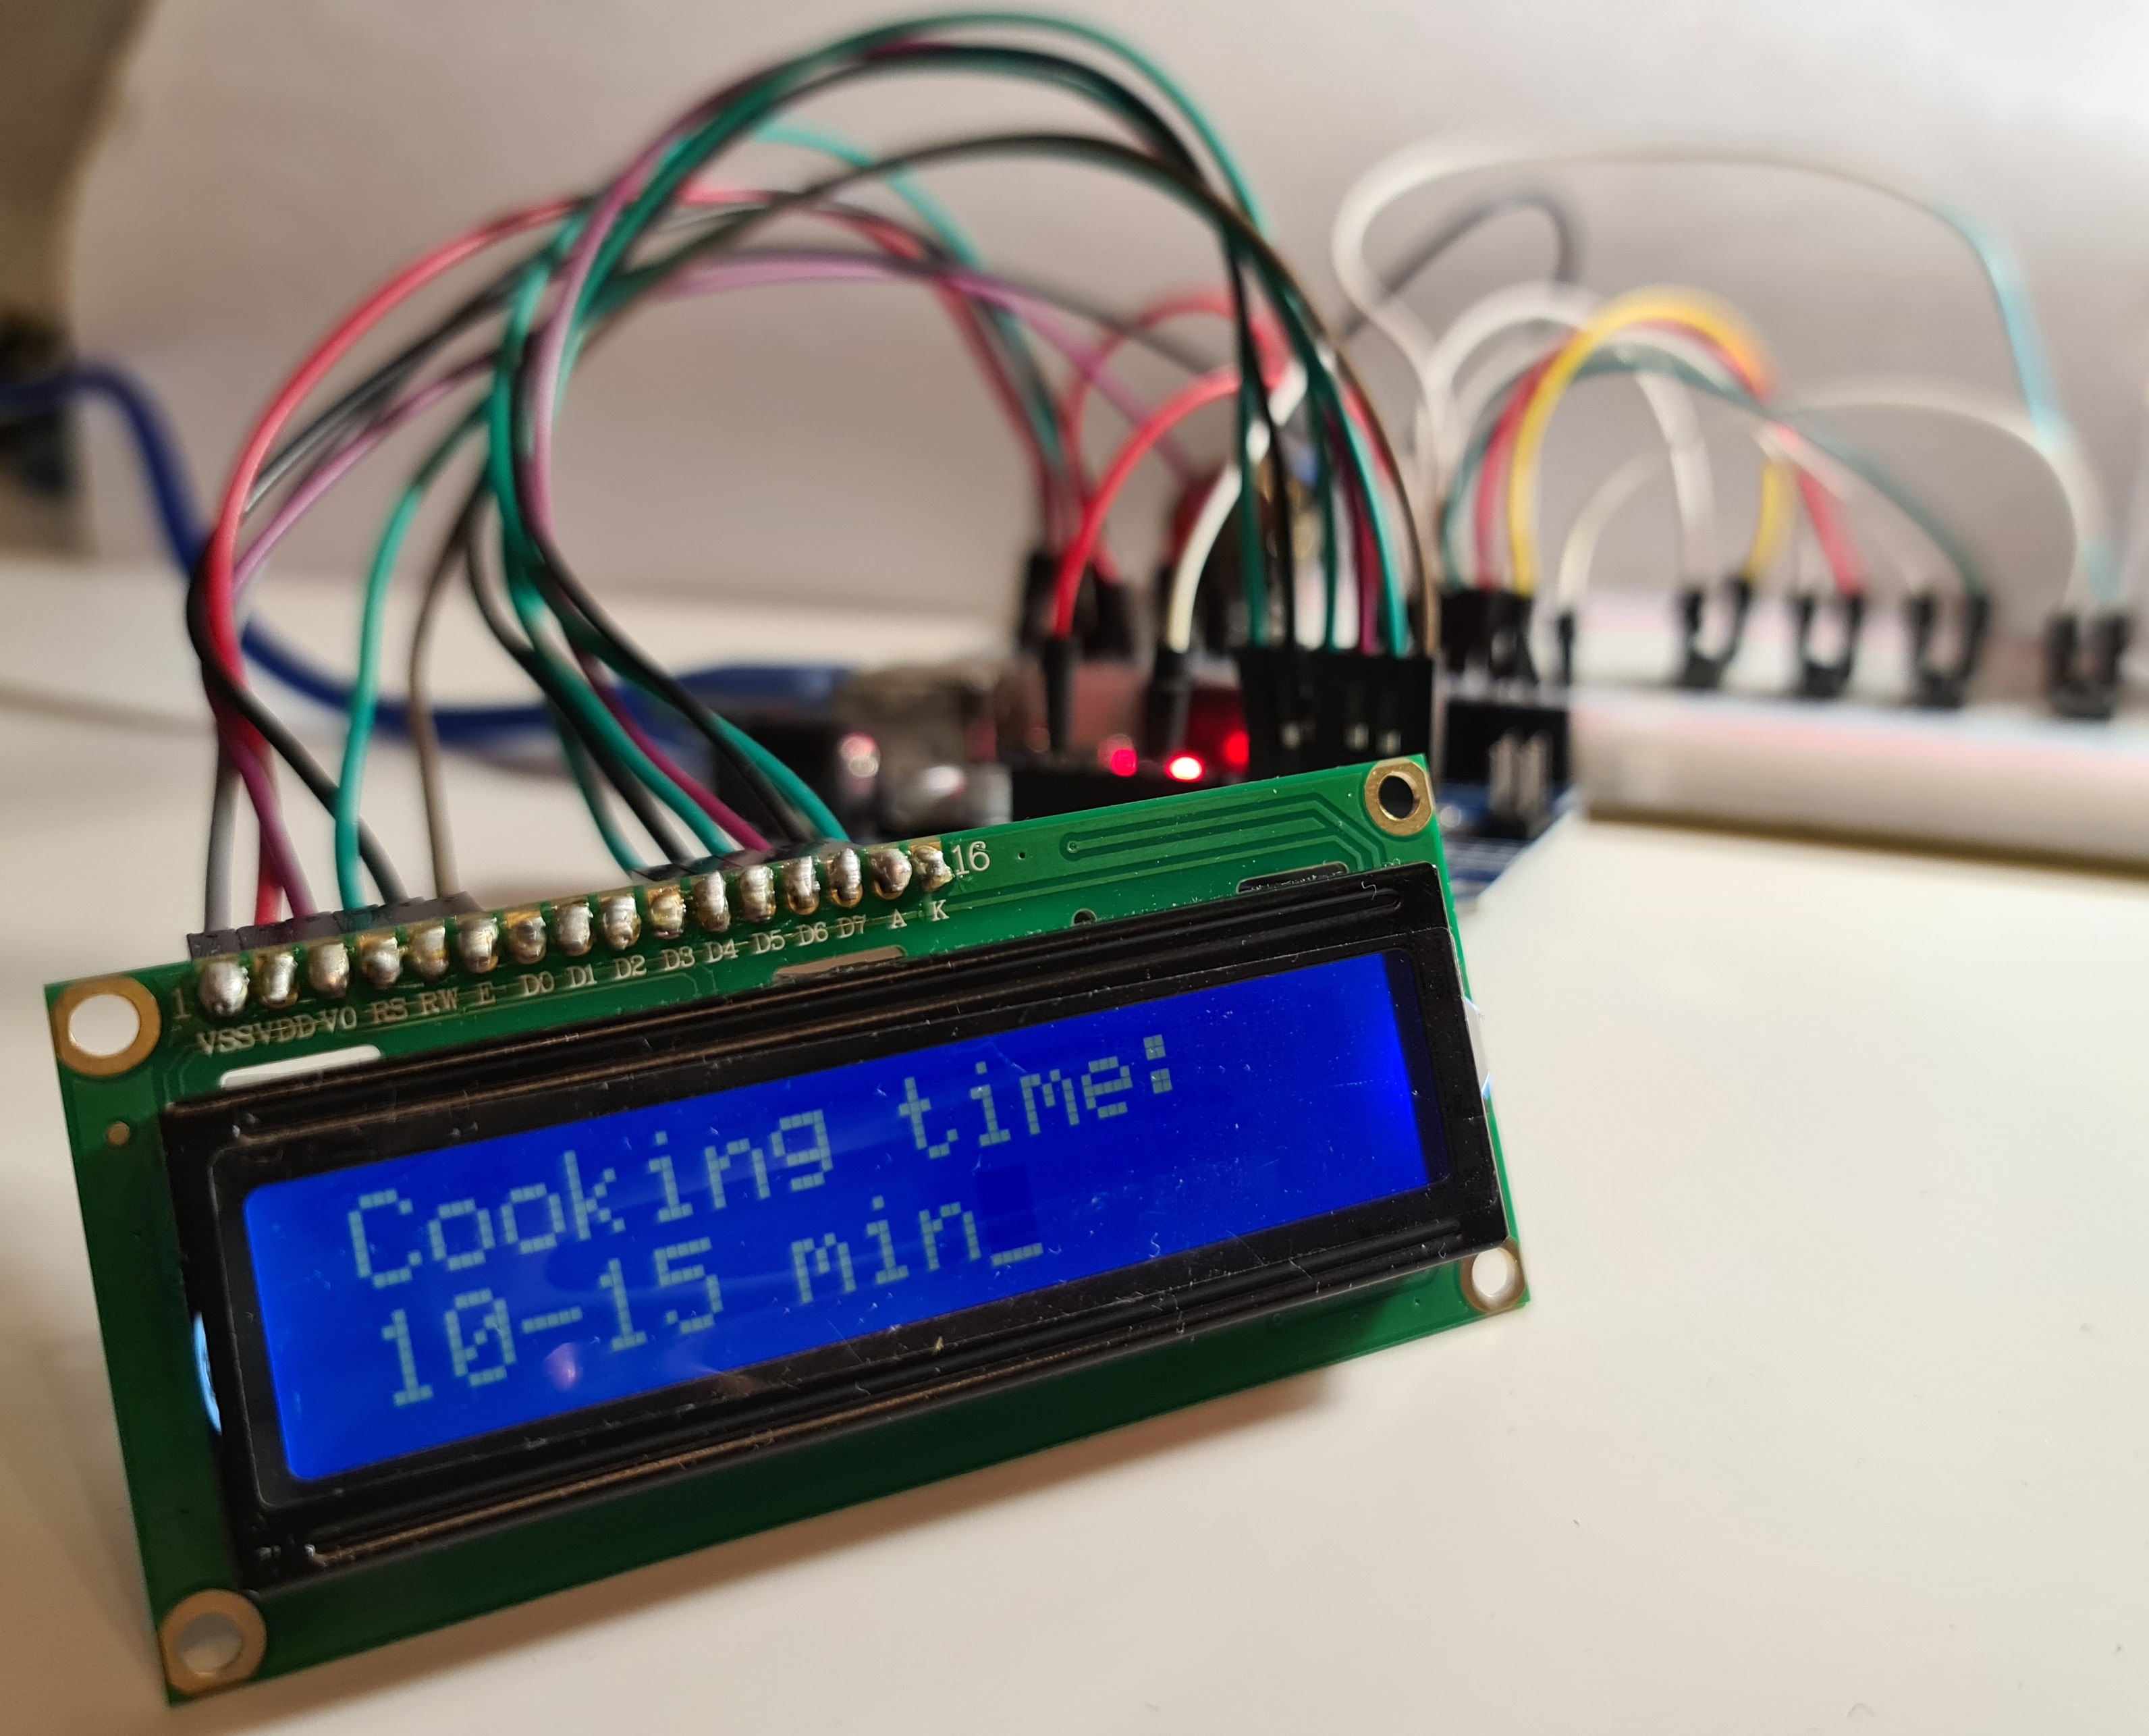 1 16
VSS VDD V0 RS RW E D0 D1 D2 D3 D4 D5 D6 D7 A K
Cooking time:
10-15 min_